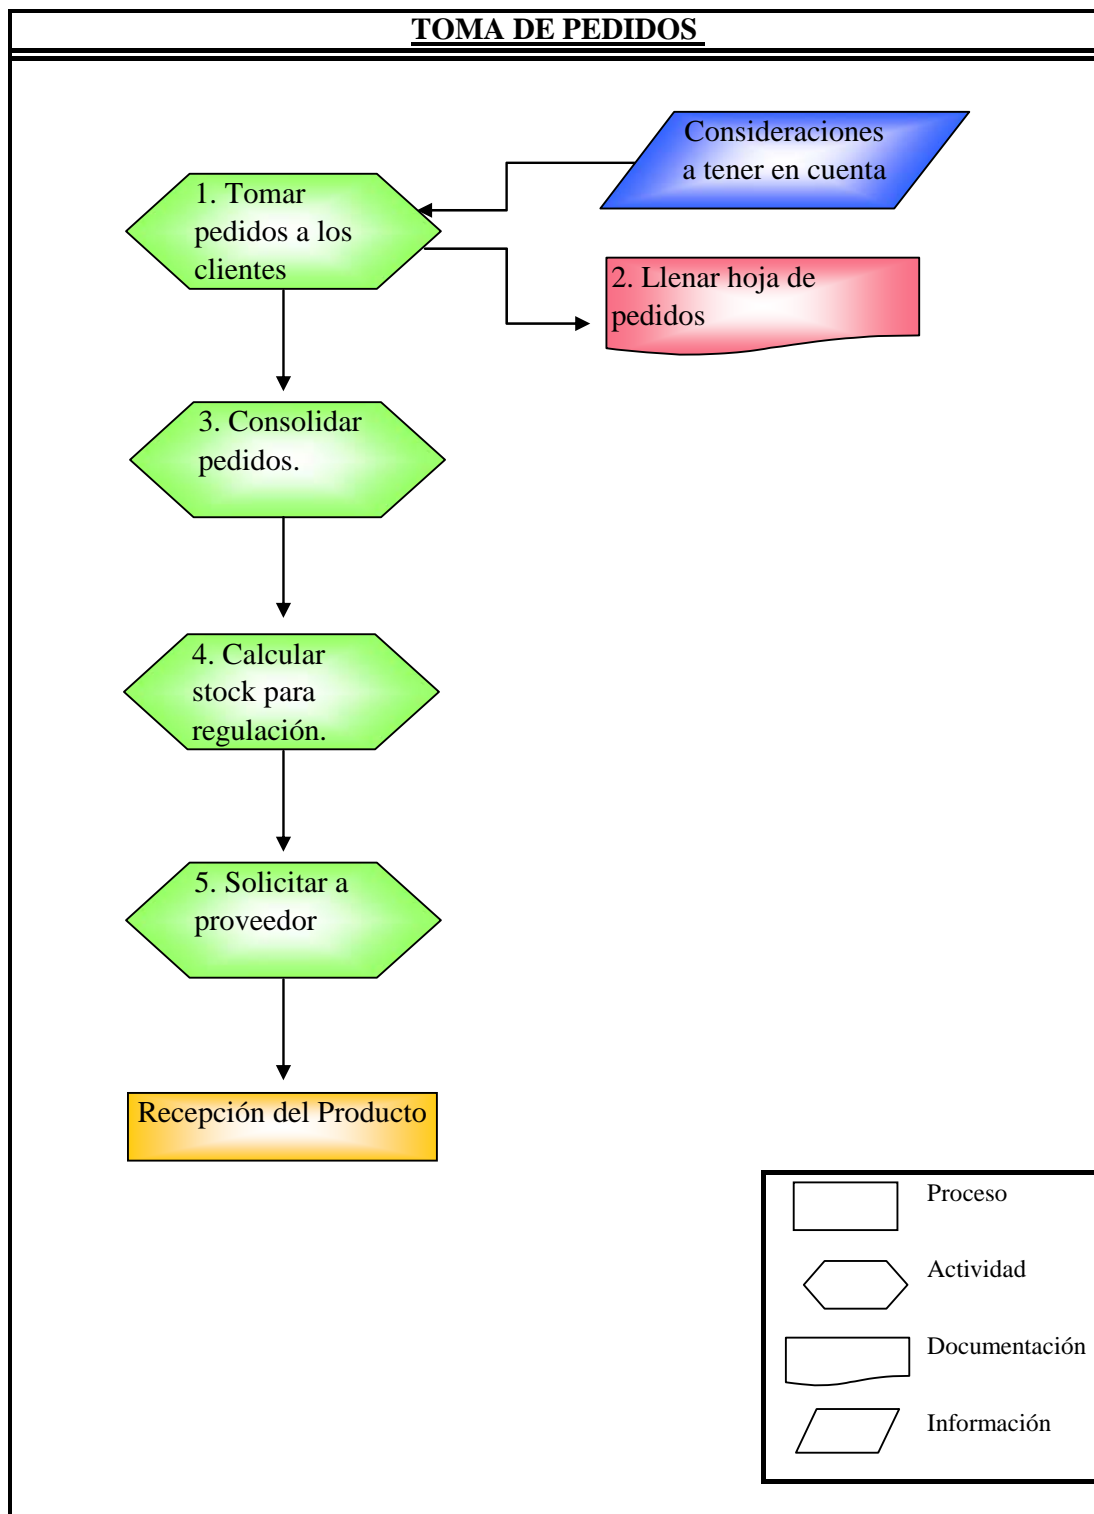 TOMA DE PEDIDOS
Consideraciones
a tener en cuenta
1. Tomar
pedidos a los
clientes
2. Llenar hoja de
pedidos
3. Consolidar
pedidos.
4. Calcular
stock para
regulación.
5. Solicitar a
proveedor
Recepción del Producto
Proceso
Actividad
Documentación
Información